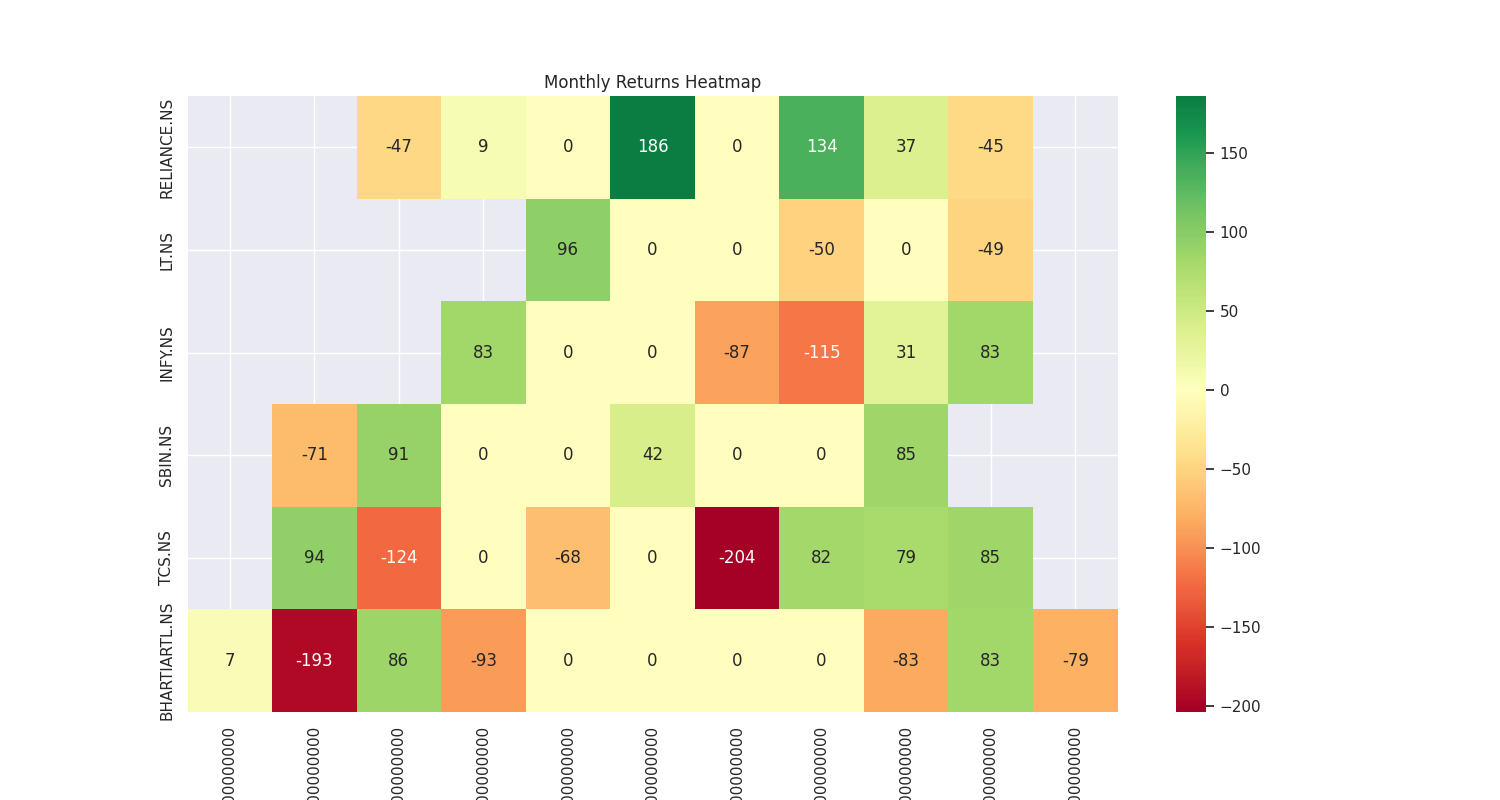 Monthly Returns Heatmap
RELIANCE.NS -47 9 0 186 0 134 37 -45
LT.NS 96 0 0 -50 0 -49
INFY.NS 83 0 0 -87 -115 31 83
SBIN.NS -71 91 0 0 42 0 0 85
TCS.NS 94 -124 0 -68 0 -204 82 79 85
BHARTIARTL.NS 7 -193 86 -93 0 0 0 0 -83 83 -79
150
100
50
0
−50
−100
−150
−200